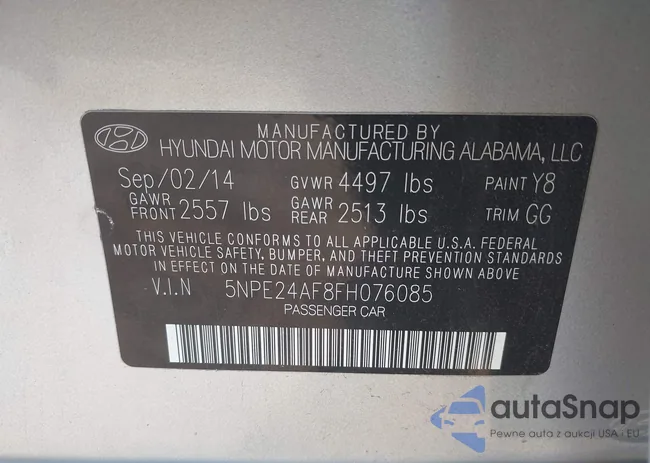 MANUFACTURED BY
HYUNDAI MOTOR MANUFACTURING ALABAMA, LLC
Sep/02/14 GVWR 4497 lbs PAINT Y8
GAWR FRONT 2557 lbs GAWR REAR 2513 lbs TRIM GG
THIS VEHICLE CONFORMS TO ALL APPLICABLE U.S.A. FEDERAL
MOTOR VEHICLE SAFETY, BUMPER, AND THEFT PREVENTION STANDARDS
IN EFFECT ON THE DATE OF MANUFACTURE SHOWN ABOVE.
V.I.N 5NPE24AF8FH076085
PASSENGER CAR
autaSnap
Pewne auta z aukcji USA i EU